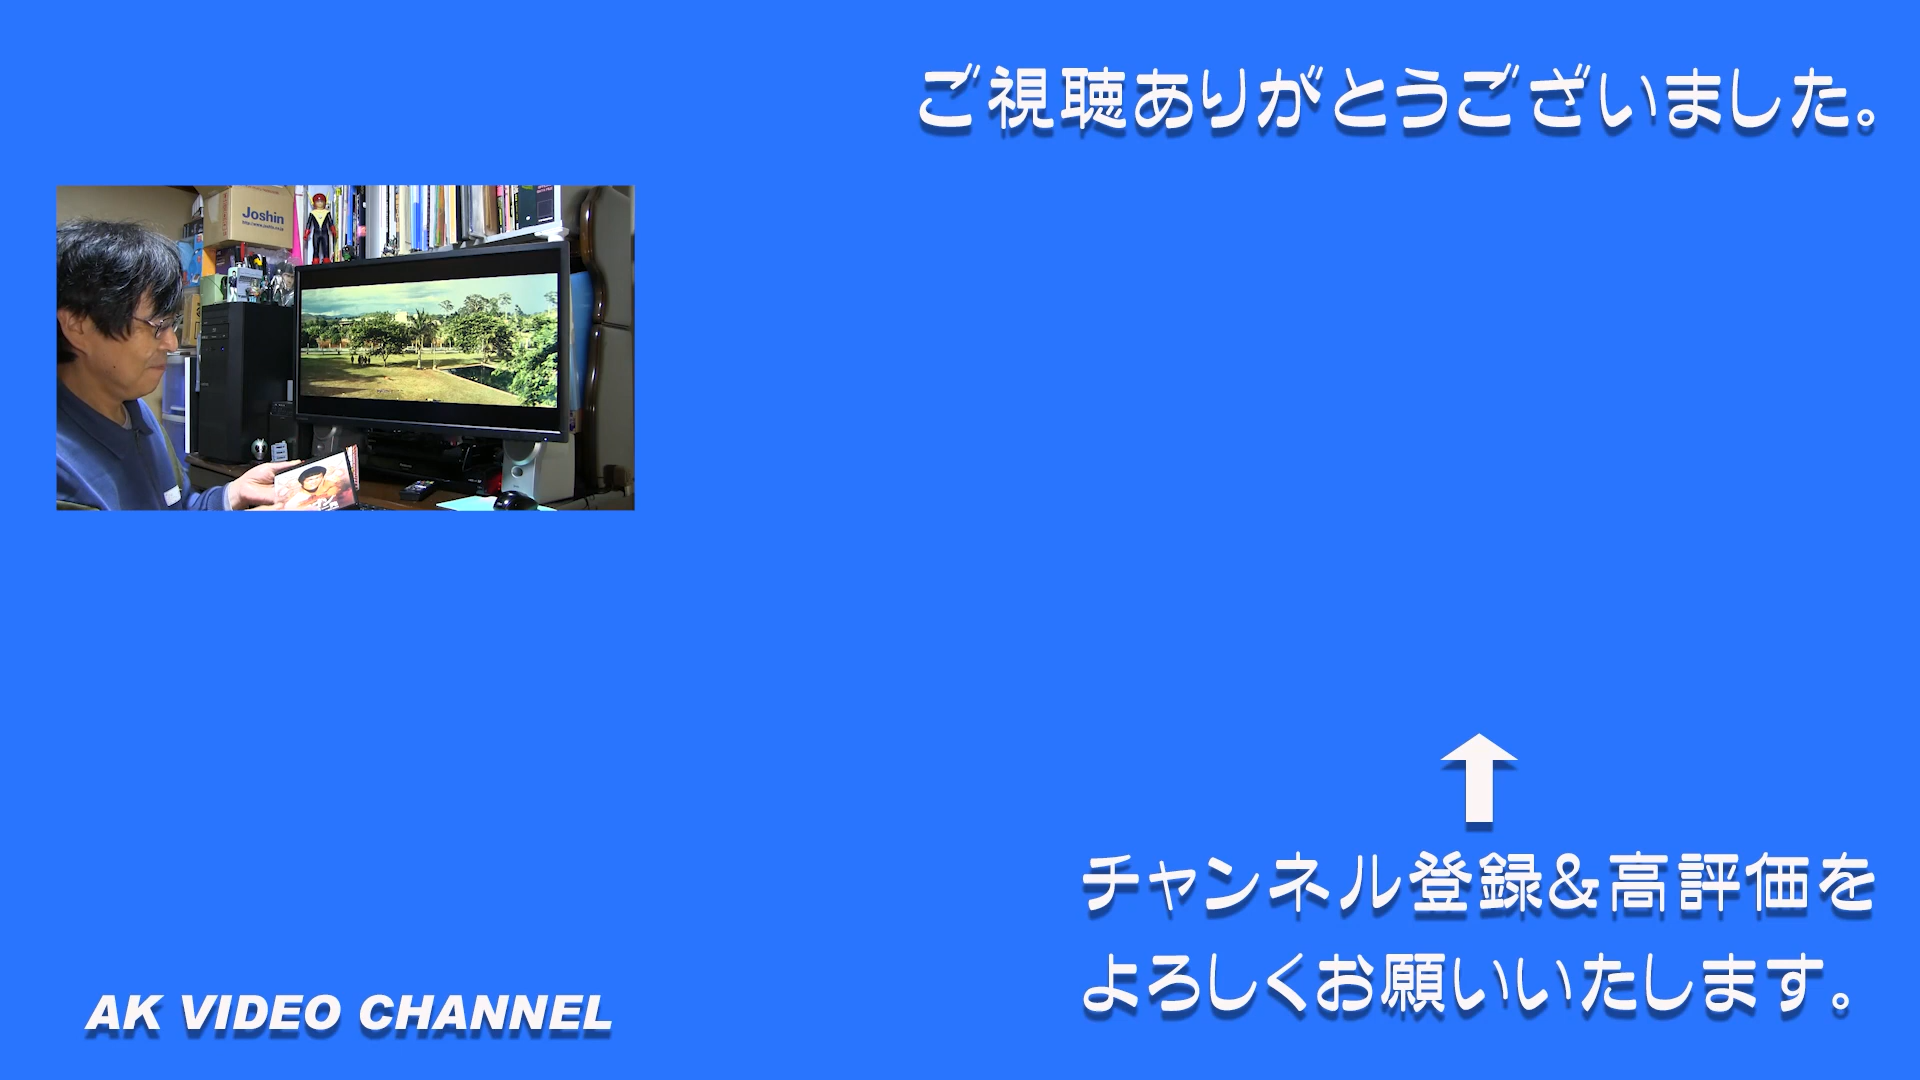 ご視聴ありがとうございました。
Joshin
チャンネル登録&高評価を
よろしくお願いいたします。
AK VIDEO CHANNEL